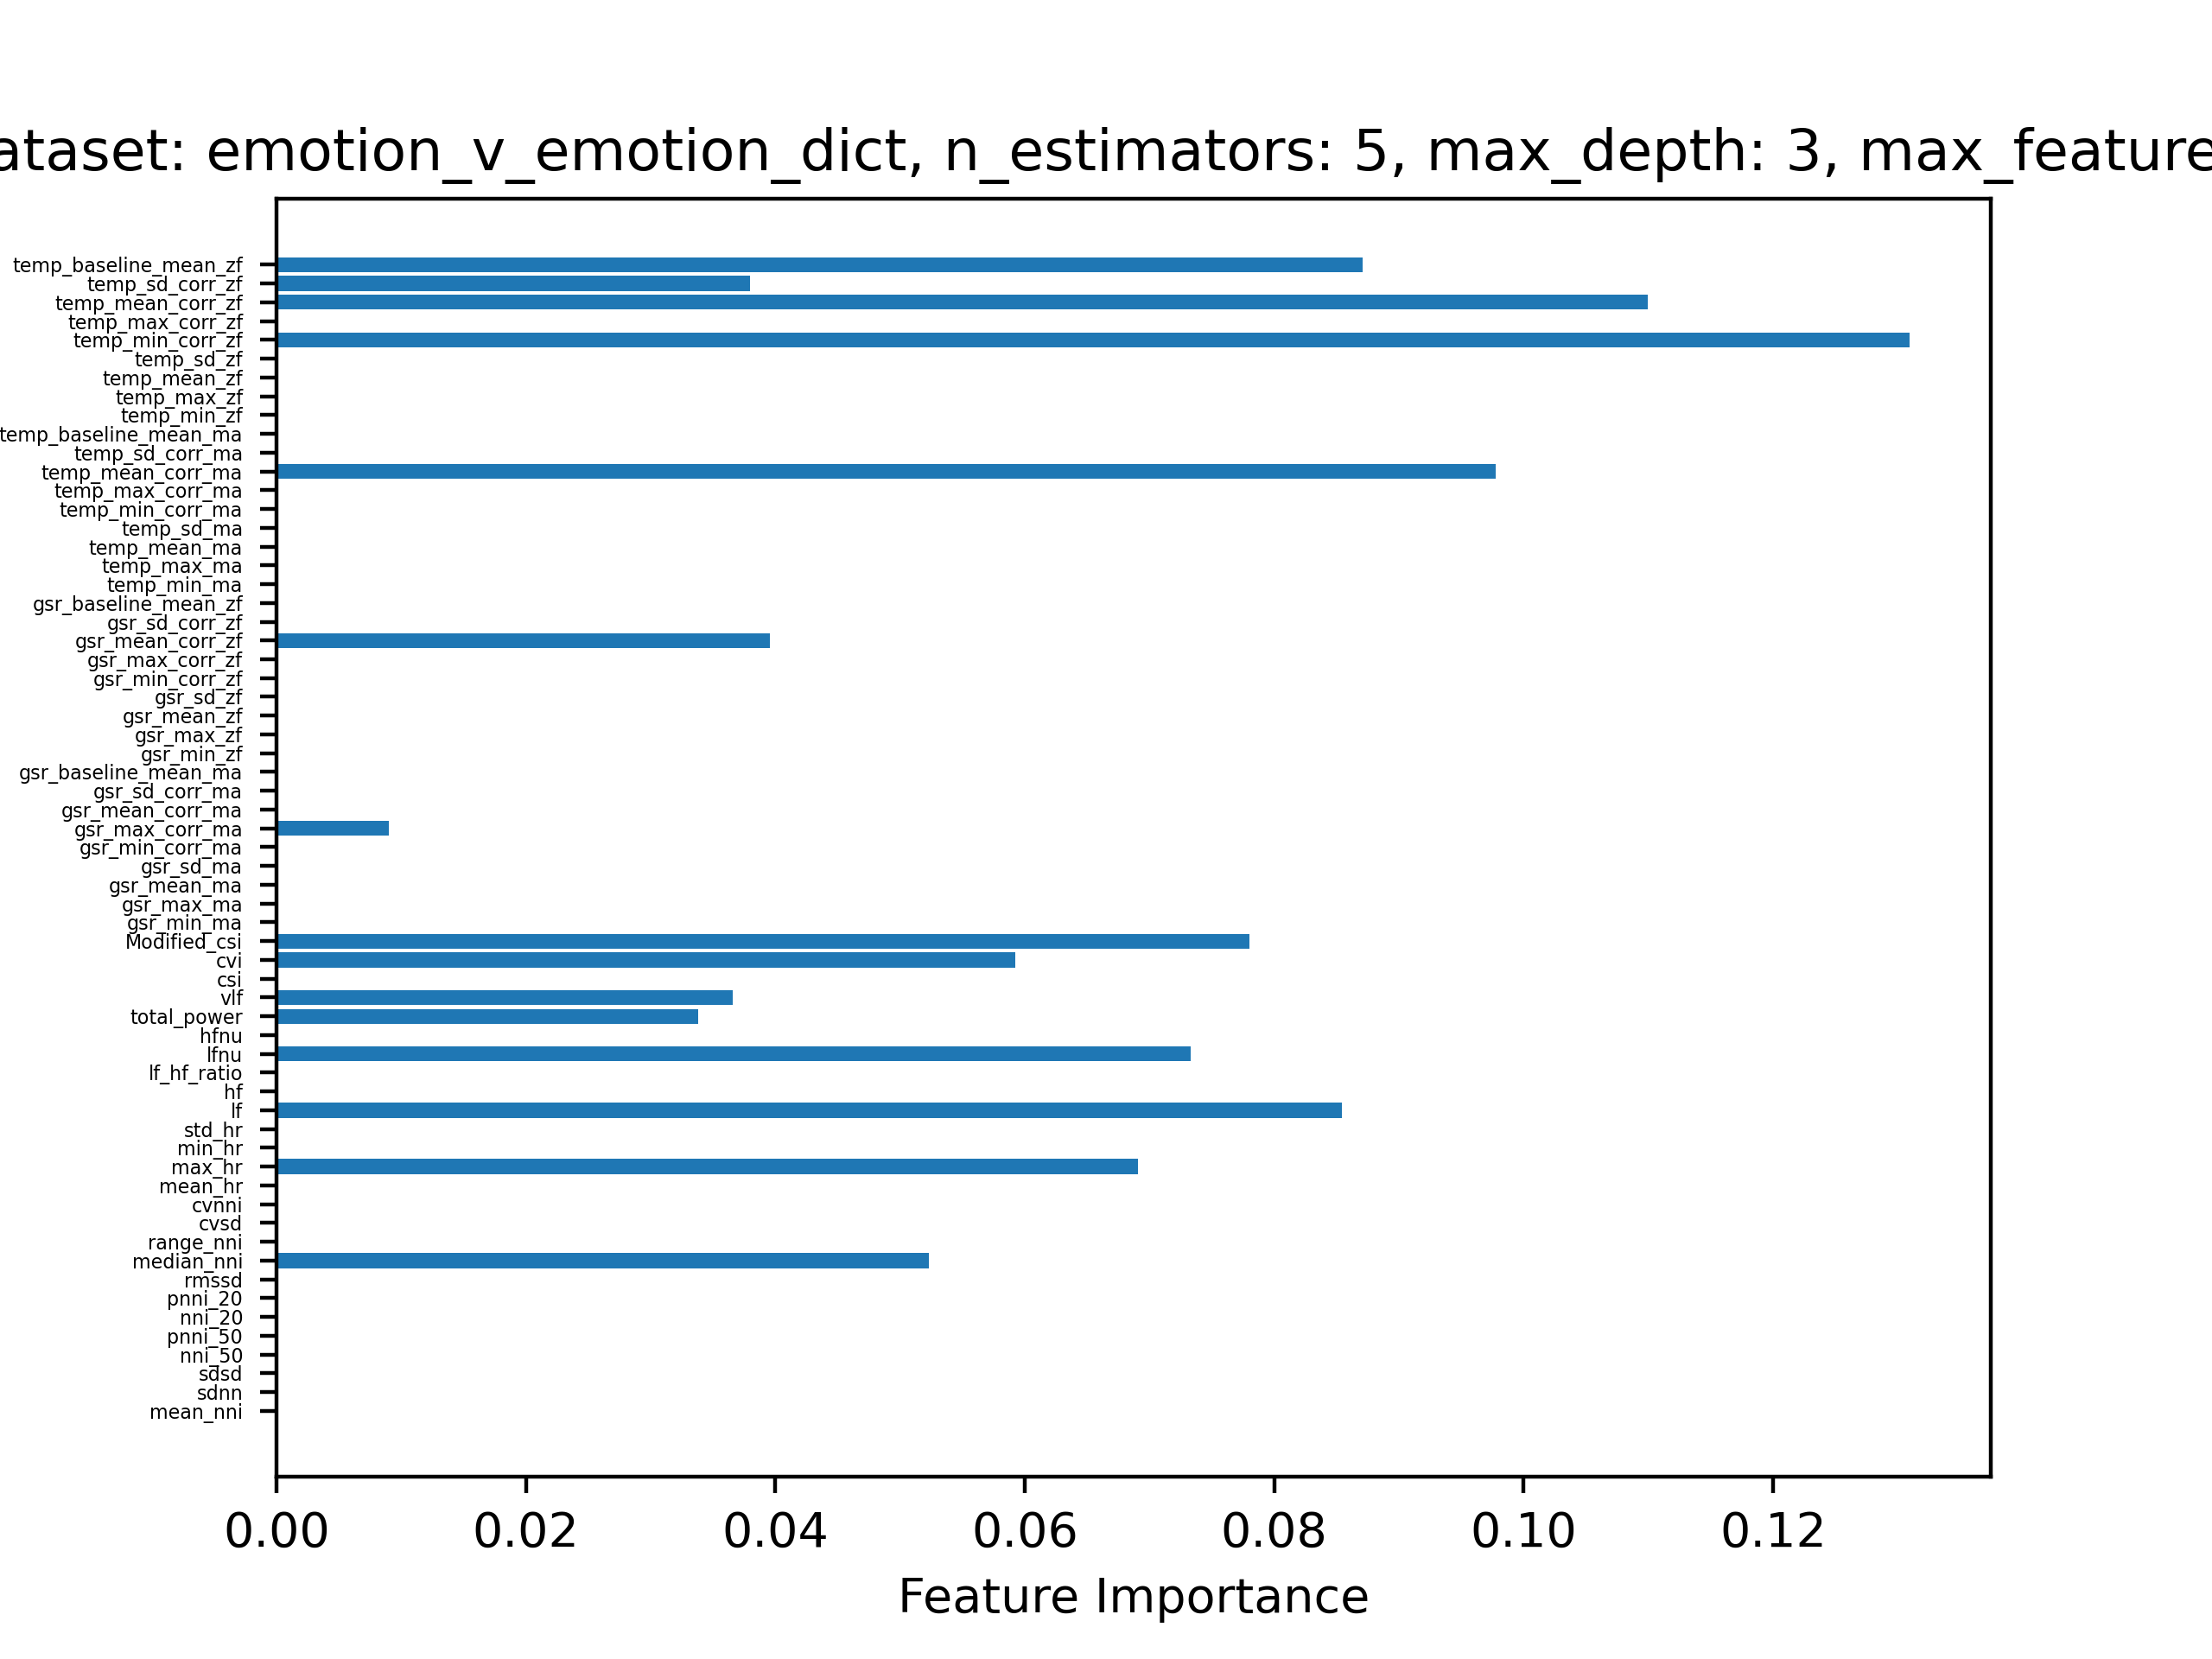 ataset: emotion_v_emotion_dict, n_estimators: 5, max_depth: 3, max_feature
temp_baseline_mean_zf
temp_sd_corr_zf
temp_mean_corr_zf
temp_max_corr_zf
temp_min_corr_zf
temp_sd_zf
temp_mean_zf
temp_max_zf
temp_min_zf
temp_baseline_mean_ma
temp_sd_corr_ma
temp_mean_corr_ma
temp_max_corr_ma
temp_min_corr_ma
temp_sd_ma
temp_mean_ma
temp_max_ma
temp_min_ma
gsr_baseline_mean_zf
gsr_sd_corr_zf
gsr_mean_corr_zf
gsr_max_corr_zf
gsr_min_corr_zf
gsr_sd_zf
gsr_mean_zf
gsr_max_zf
gsr_min_zf
gsr_baseline_mean_ma
gsr_sd_corr_ma
gsr_mean_corr_ma
gsr_max_corr_ma
gsr_min_corr_ma
gsr_sd_ma
gsr_mean_ma
gsr_max_ma
gsr_min_ma
Modified_csi
cvi
csi
vlf
total_power
hfnu
lfnu
lf_hf_ratio
hf
lf
std_hr
min_hr
max_hr
mean_hr
cvnni
cvsd
range_nni
median_nni
rmssd
pnni_20
nni_20
pnni_50
nni_50
sdsd
sdnn
mean_nni
0.00 0.02 0.04 0.06 0.08 0.10 0.12
Feature Importance